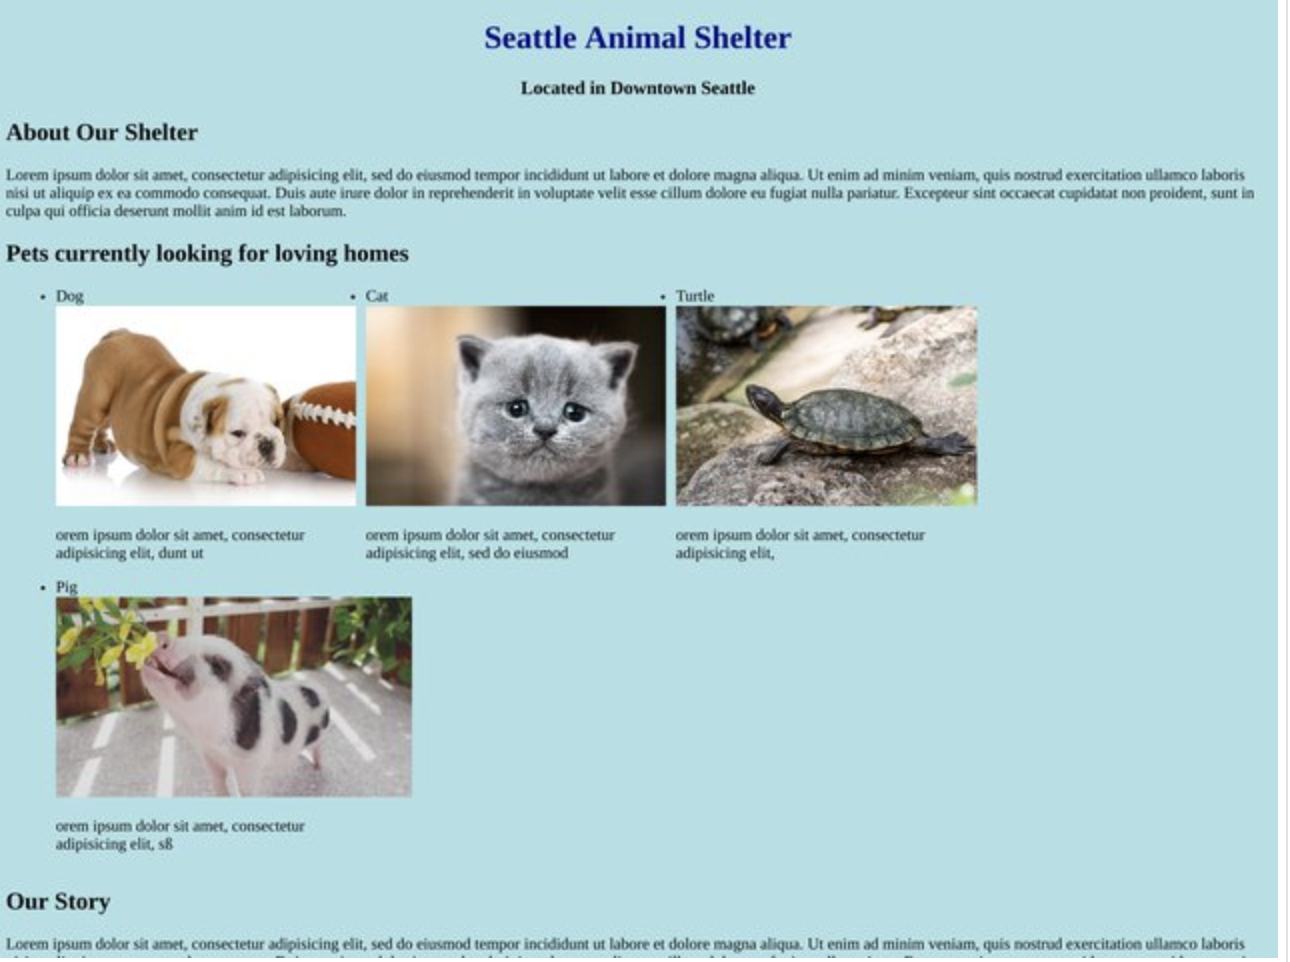 Seattle Animal Shelter
Located in Downtown Seattle
About Our Shelter
Lorem ipsum dolor sit amet, consectetur adipisicing elit, sed do eiusmod tempor incididunt ut labore et dolore magna aliqua. Ut enim ad minim veniam, quis nostrud exercitation ullamco laboris
nisi ut aliquip ex ea commodo consequat. Duis aute irure dolor in reprehenderit in voluptate velit esse cillum dolore eu fugiat nulla pariatur. Excepteur sint occaecat cupidatat non proident, sunt in
culpa qui officia deserunt mollit anim id est laborum.
Pets currently looking for loving homes
• Dog
• Cat
• Turtle
orem ipsum dolor sit amet, consectetur
adipisicing elit, dunt ut
orem ipsum dolor sit amet, consectetur
adipisicing elit, sed do eiusmod
orem ipsum dolor sit amet, consectetur
adipisicing elit,
• Pig
orem ipsum dolor sit amet, consectetur
adipisicing elit, sß
Our Story
Lorem ipsum dolor sit amet, consectetur adipisicing elit, sed do eiusmod tempor incididunt ut labore et dolore magna aliqua. Ut enim ad minim veniam, quis nostrud exercitation ullamco laboris